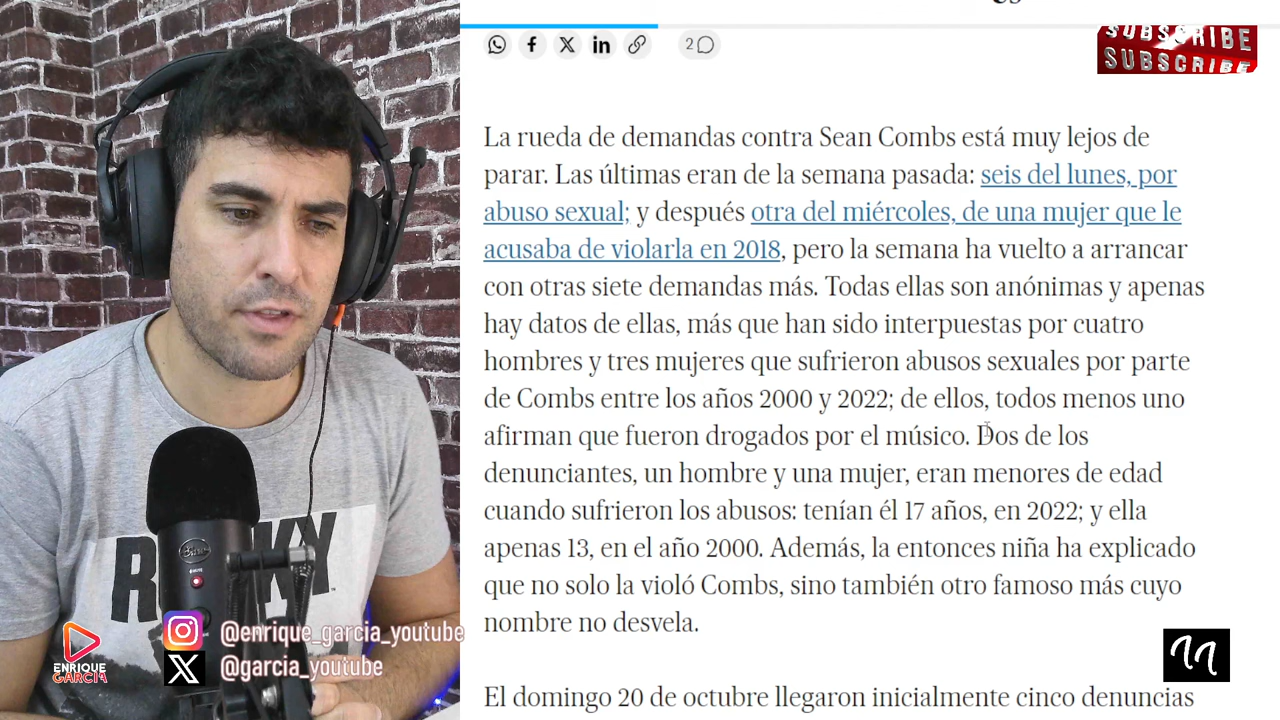 2
SUBSCRIBE
SUBSCRIBE
La rueda de demandas contra Sean Combs está muy lejos de
parar. Las últimas eran de la semana pasada: seis del lunes, por
abuso sexual; y después otra del miércoles, de una mujer que le
acusaba de violarla en 2018, pero la semana ha vuelto a arrancar
con otras siete demandas más. Todas ellas son anónimas y apenas
hay datos de ellas, más que han sido interpuestas por cuatro
hombres y tres mujeres que sufrieron abusos sexuales por parte
de Combs entre los años 2000 y 2022; de ellos, todos menos uno
afirman que fueron drogados por el músico. Dos de los
denunciantes, un hombre y una mujer, eran menores de edad
cuando sufrieron los abusos: tenían él 17 años, en 2022; y ella
apenas 13, en el año 2000. Además, la entonces niña ha explicado
que no solo la violó Combs, sino también otro famoso más cuyo
nombre no desvela.
El domingo 20 de octubre llegaron inicialmente cinco denuncias
@enrique_garcia_youtube
@garcia_youtube
ENRIQUE
GARCIA